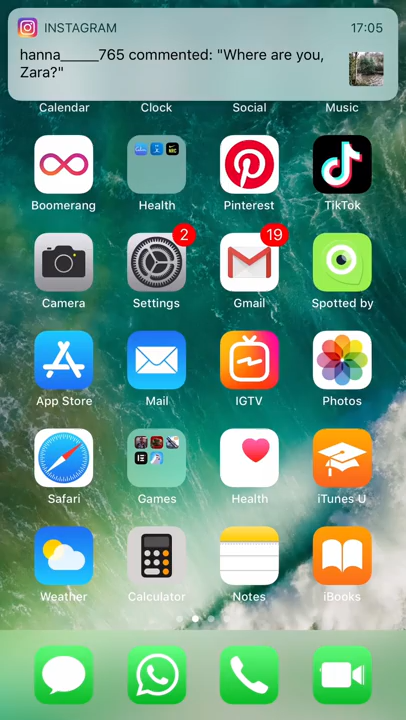 INSTAGRAM 17:05
hanna______765 commented: "Where are you,
Zara?"
Calendar Clock Social Music
Boomerang Health Pinterest TikTok
2 19
Camera Settings Gmail Spotted by
App Store Mail IGTV Photos
Safari Games Health iTunes U
Weather Calculator Notes iBooks